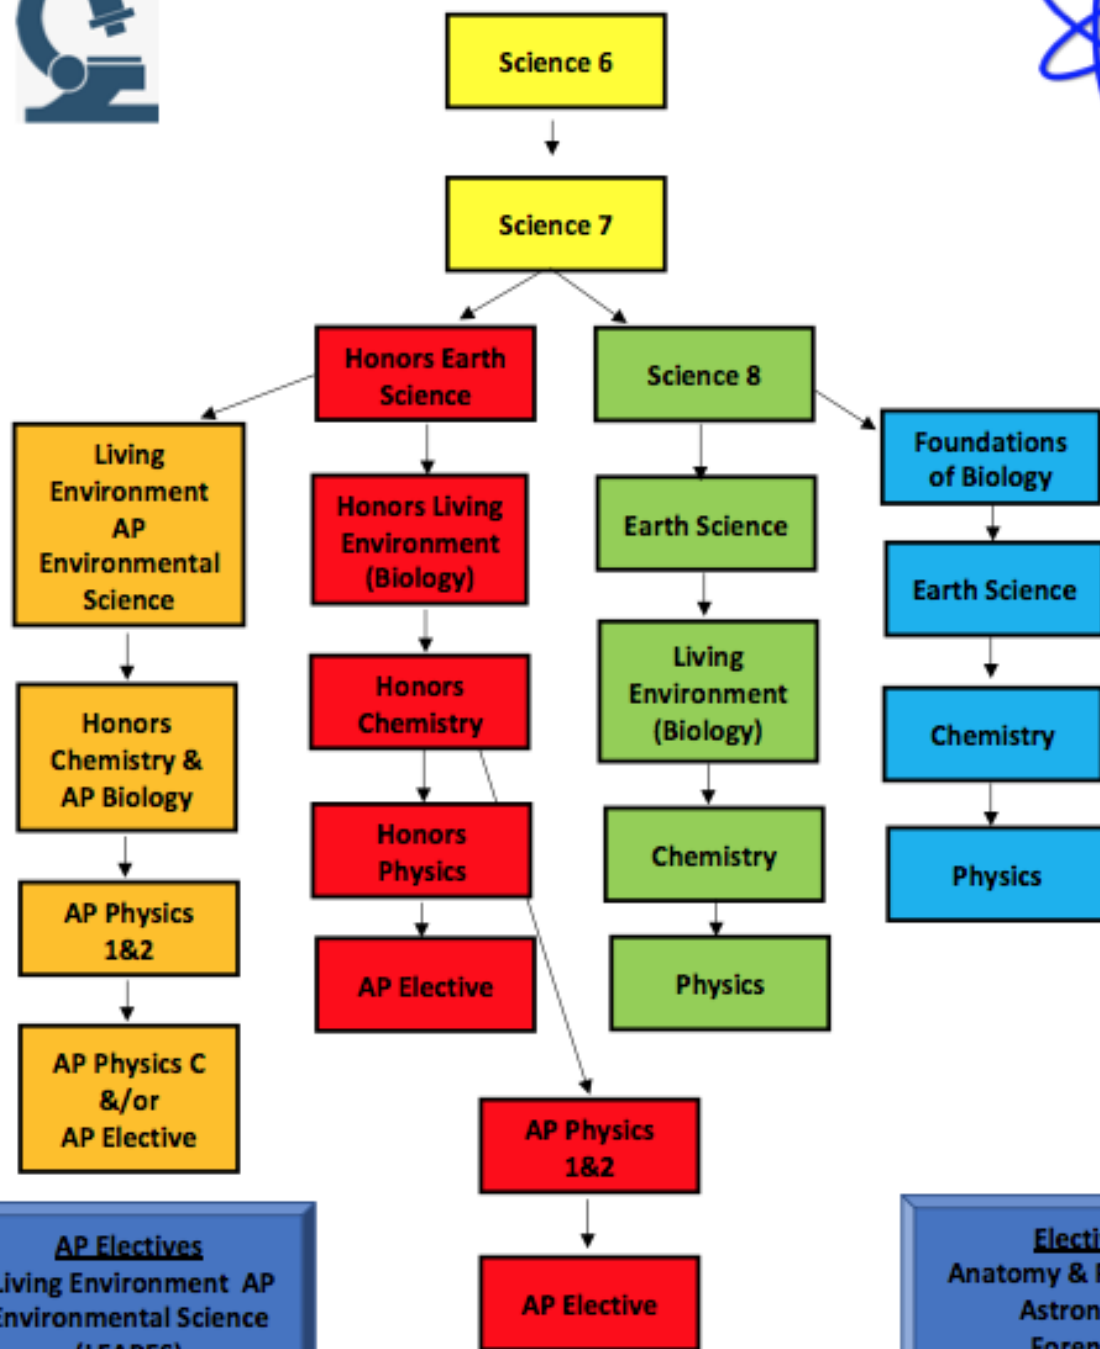 Science 6
Science 7
Honors Earth
Science
Science 8
Living
Environment
AP
Environmental
Science
Foundations
of Biology
Honors Living
Environment
(Biology)
Earth Science
Earth Science
Honors
Chemistry
Living
Environment
(Biology)
Honors
Chemistry &
AP Biology
Chemistry
Honors
Physics
Chemistry
Physics
AP Physics
1&2
AP Elective
Physics
AP Physics C
&/or
AP Elective
AP Physics
1&2
AP Elective
AP Electives
Living Environment AP
Environmental Science
Anatomy &